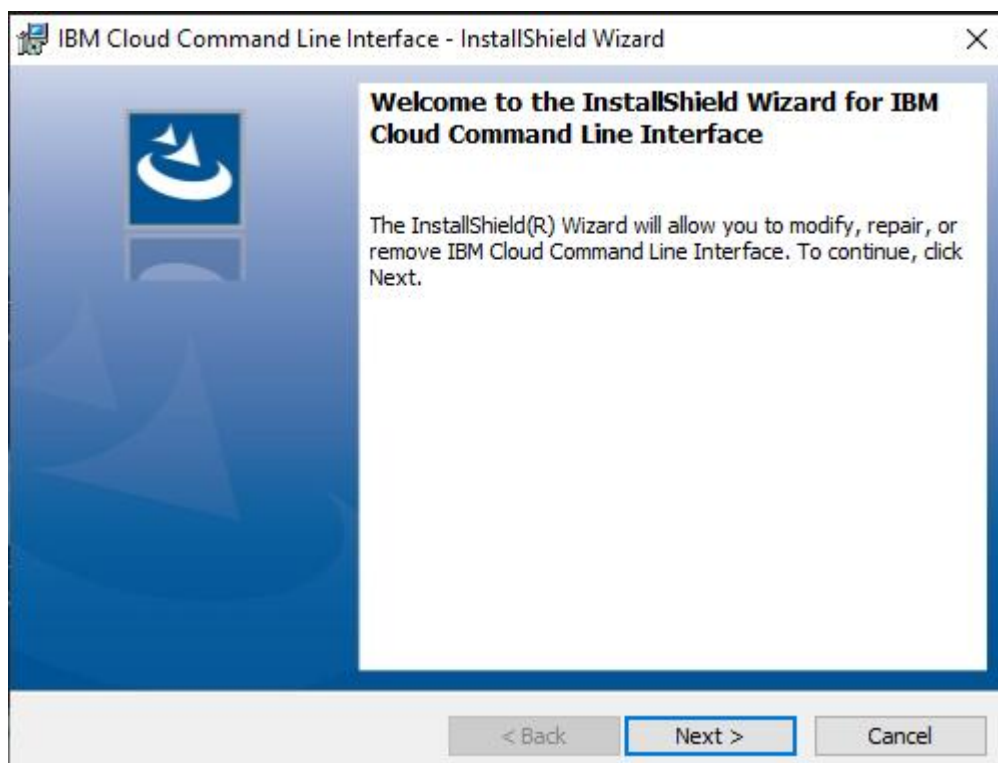 IBM Cloud Command Line Interface - InstallShield Wizard
Welcome to the InstallShield Wizard for IBM
Cloud Command Line Interface
The InstallShield(R) Wizard will allow you to modify, repair, or
remove IBM Cloud Command Line Interface. To continue, click
Next.
< Back Next > Cancel